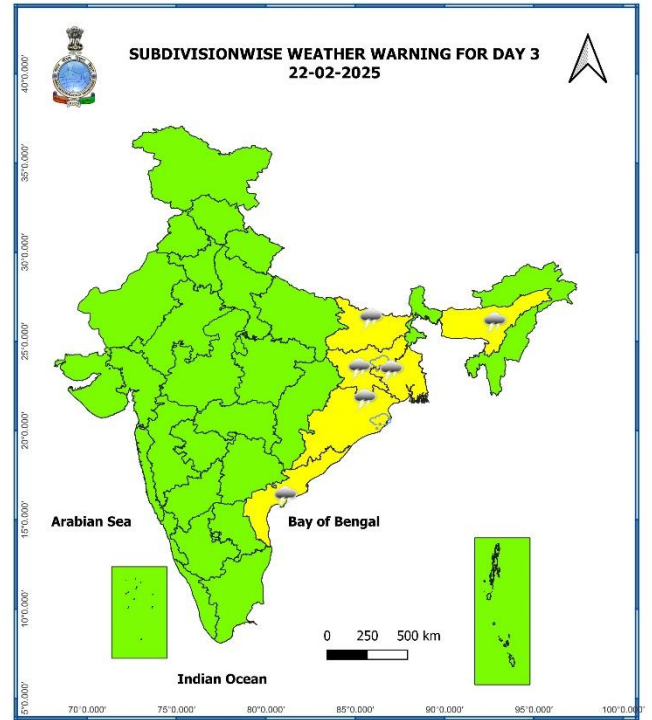 SUBDIVISIONWISE WEATHER WARNING FOR DAY 3
22-02-2025
40°0.000'
35°0.000'
30°0.000'
25°0.000'
20°0.000'
15°0.000'
10°0.000'
5°0.000'
Arabian Sea
Bay of Bengal
0 250 500 km
Indian Ocean
70°0.000' 75°0.000' 80°0.000' 85°0.000' 90°0.000' 95°0.000' 100°0.000'